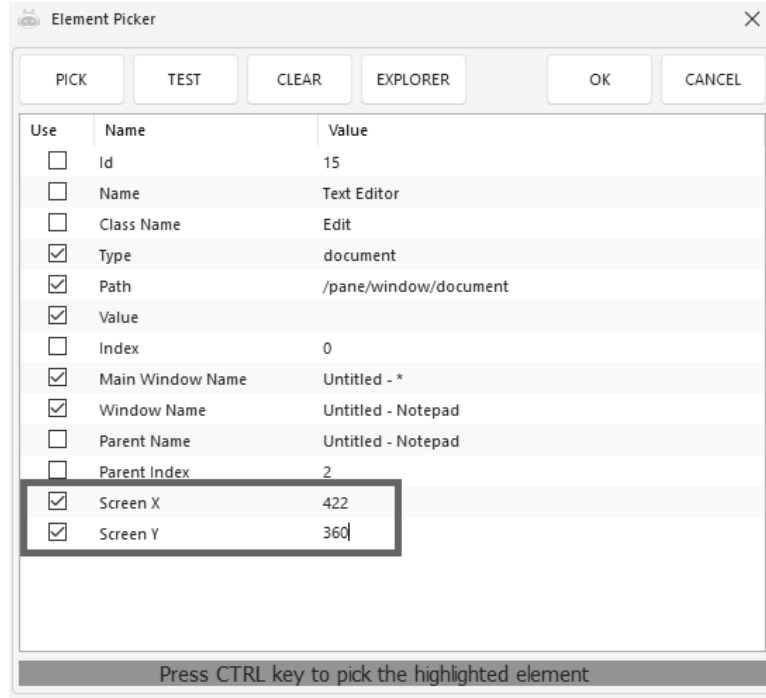 Element Picker
PICK TEST CLEAR EXPLORER OK CANCEL
Use Name Value
Id 15
Name Text Editor
Class Name Edit
Type document
Path /pane/window/document
Value
Index 0
Main Window Name Untitled - *
Window Name Untitled - Notepad
Parent Name Untitled - Notepad
Parent Index 2
Screen X 422
Screen Y 360
Press CTRL key to pick the highlighted element